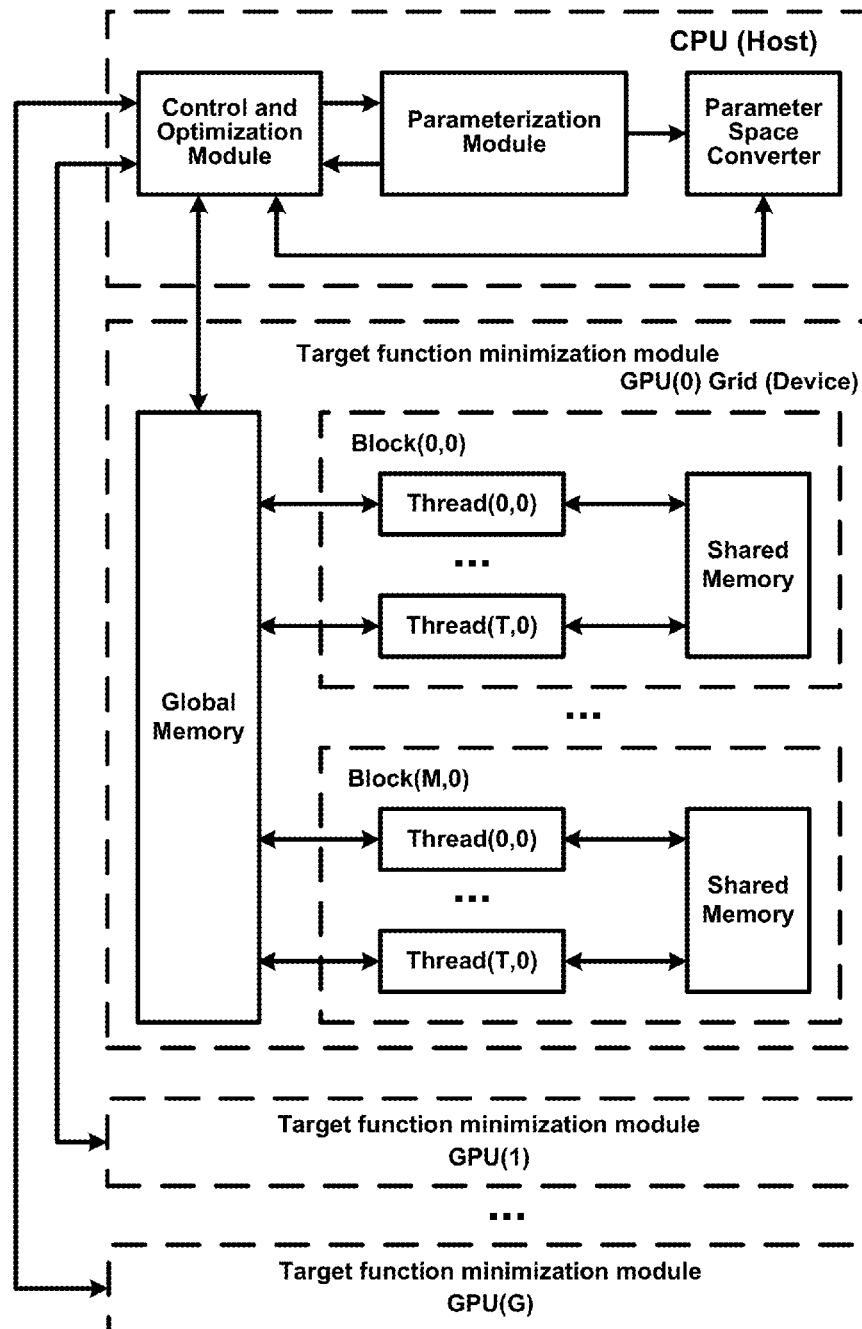 CPU (Host)
Control and
Optimization
Module
Parameterization
Module
Parameter
Space
Converter
Target function minimization module
GPU(0) Grid (Device)
Global
Memory
Block(0,0)
Thread(0,0)
...
Thread(T,0)
Shared
Memory
...
Block(M,0)
Thread(0,0)
...
Thread(T,0)
Shared
Memory
Target function minimization module
GPU(1)
...
Target function minimization module
GPU(G)